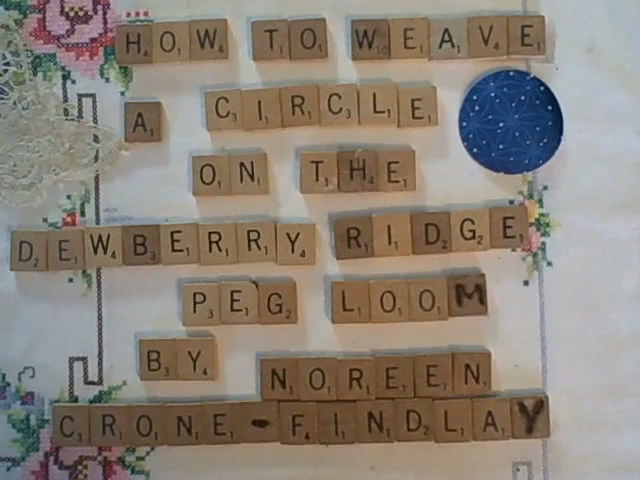 HOW TO WEAVE
A CIRCLE
ON THE
DEWBERRY RIDGE
PEG LOOM
BY NOREEN
CRONE-FINDLAY